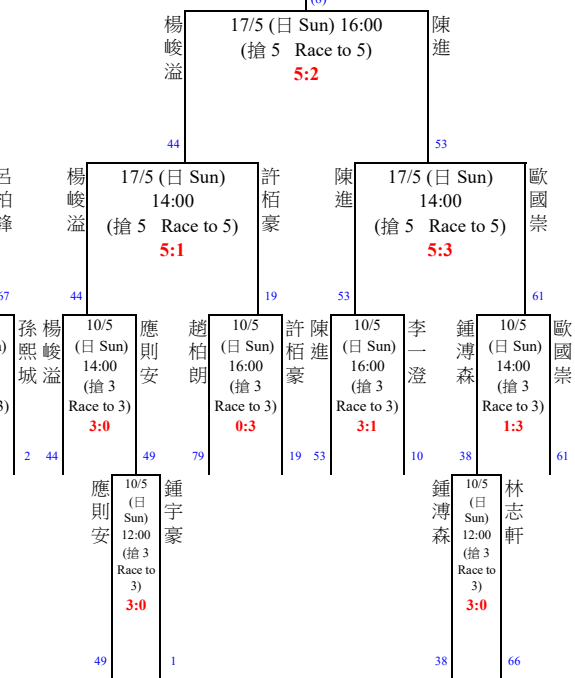 (6)
楊峻溢
17/5 (日 Sun) 16:00
(搶 5 Race to 5)
5:2
陳進
44
53
呂柏鋒
楊峻溢
17/5 (日 Sun)
14:00
(搶 5 Race to 5)
5:1
許栢豪
陳進
17/5 (日 Sun)
14:00
(搶 5 Race to 5)
5:3
歐國崇
67
44
19
53
61
)
3)
孫熙城
2
楊峻溢
10/5
(日 Sun)
14:00
(搶 3
Race to 3)
3:0
應則安
44
49
趙柏朗
10/5
(日 Sun)
16:00
(搶 3
Race to 3)
0:3
許栢豪
79
19
陳進
10/5
(日 Sun)
16:00
(搶 3
Race to 3)
3:1
李一澄
53
10
鍾溥森
10/5
(日 Sun)
14:00
(搶 3
Race to 3)
1:3
歐國崇
38
61
應則安
10/5
(日
Sun)
12:00
(搶 3
Race to
3)
3:0
鍾宇豪
49
1
鍾溥森
10/5
(日
Sun)
12:00
(搶 3
Race to
3)
3:0
林志軒
38
66